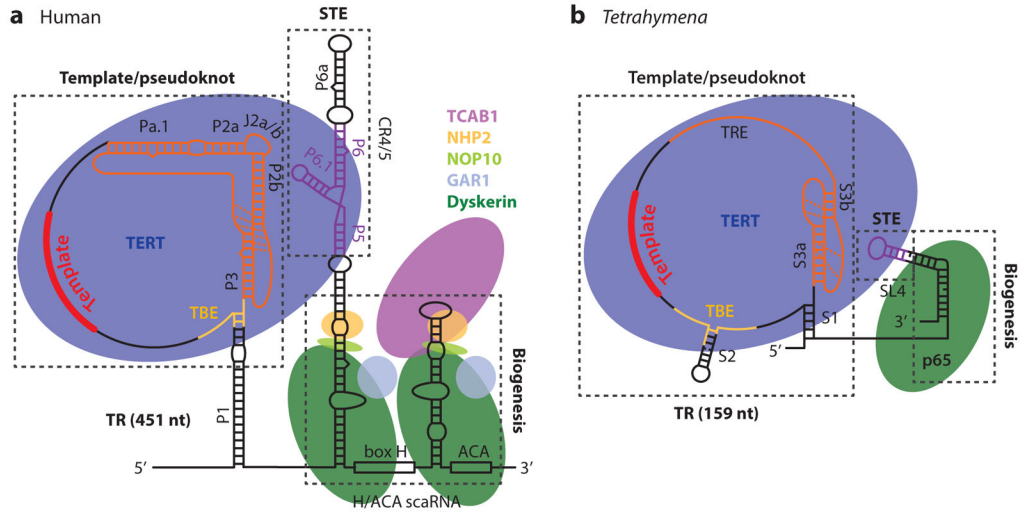 a Human
STE
Template/pseudoknot
P6a
CR4/5
Pa.1
P2a
J2a/b
P2b
P6
P6.1
P5
TERT
Template
P3
TBE
P1
TR (451 nt)
5′
box H
ACA
3′
H/ACA scaRNA
Biogenesis
TCAB1
NHP2
NOP10
GAR1
Dyskerin
b Tetrahymena
Template/pseudoknot
TRE
S3b
S3a
TERT
Template
TBE
S2
S1
5′
STE
SL4
3′
p65
Biogenesis
TR (159 nt)